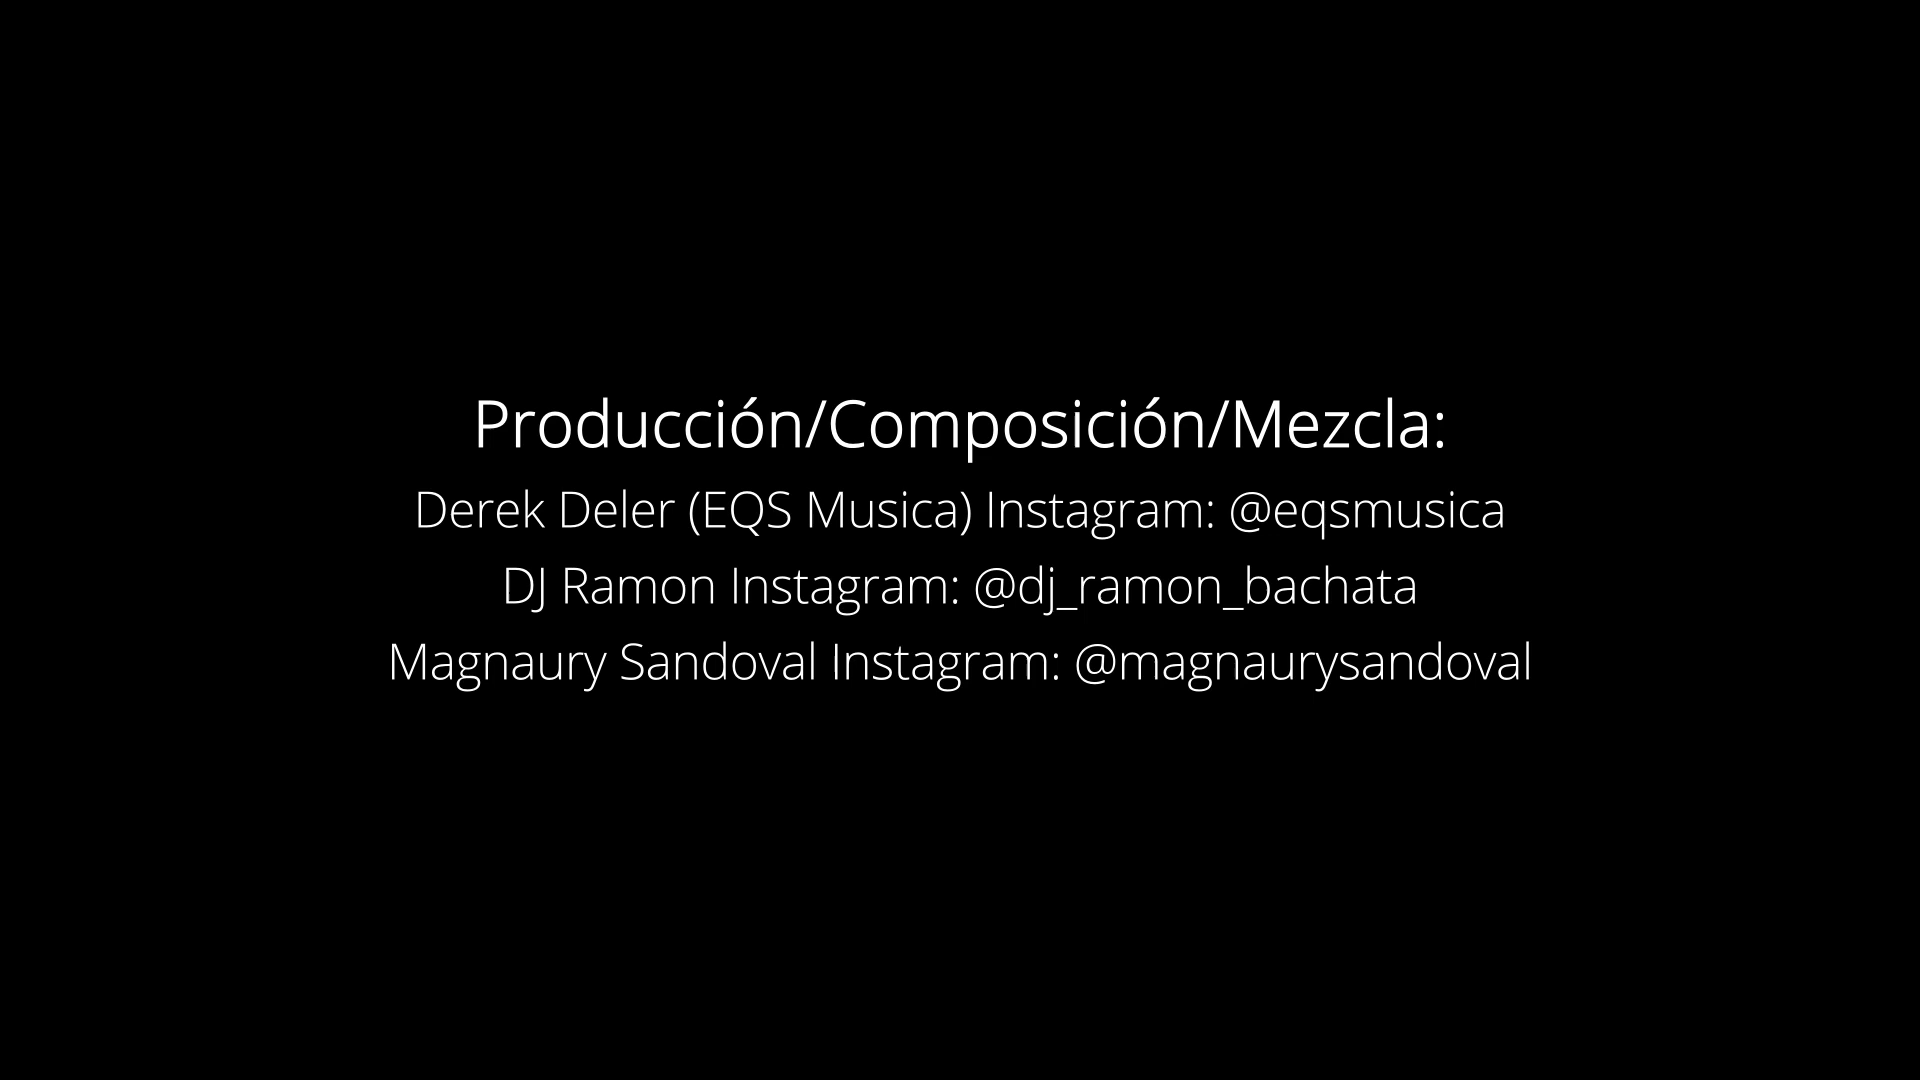 Producción/Composición/Mezcla:
Derek Deler (EQS Musica) Instagram: @eqsmusica
DJ Ramon Instagram: @dj_ramon_bachata
Magnaury Sandoval Instagram: @magnaurysandoval